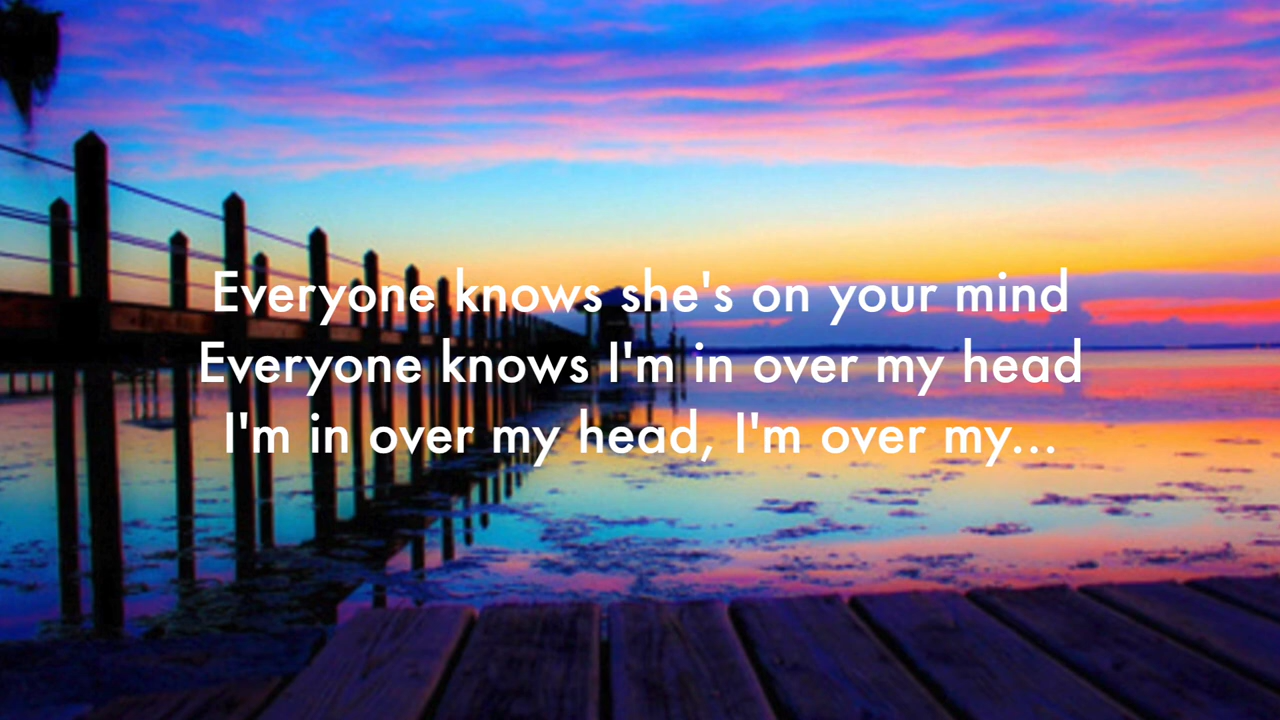 Everyone knows she's on your mind
Everyone knows I'm in over my head
I'm in over my head, I'm over my...